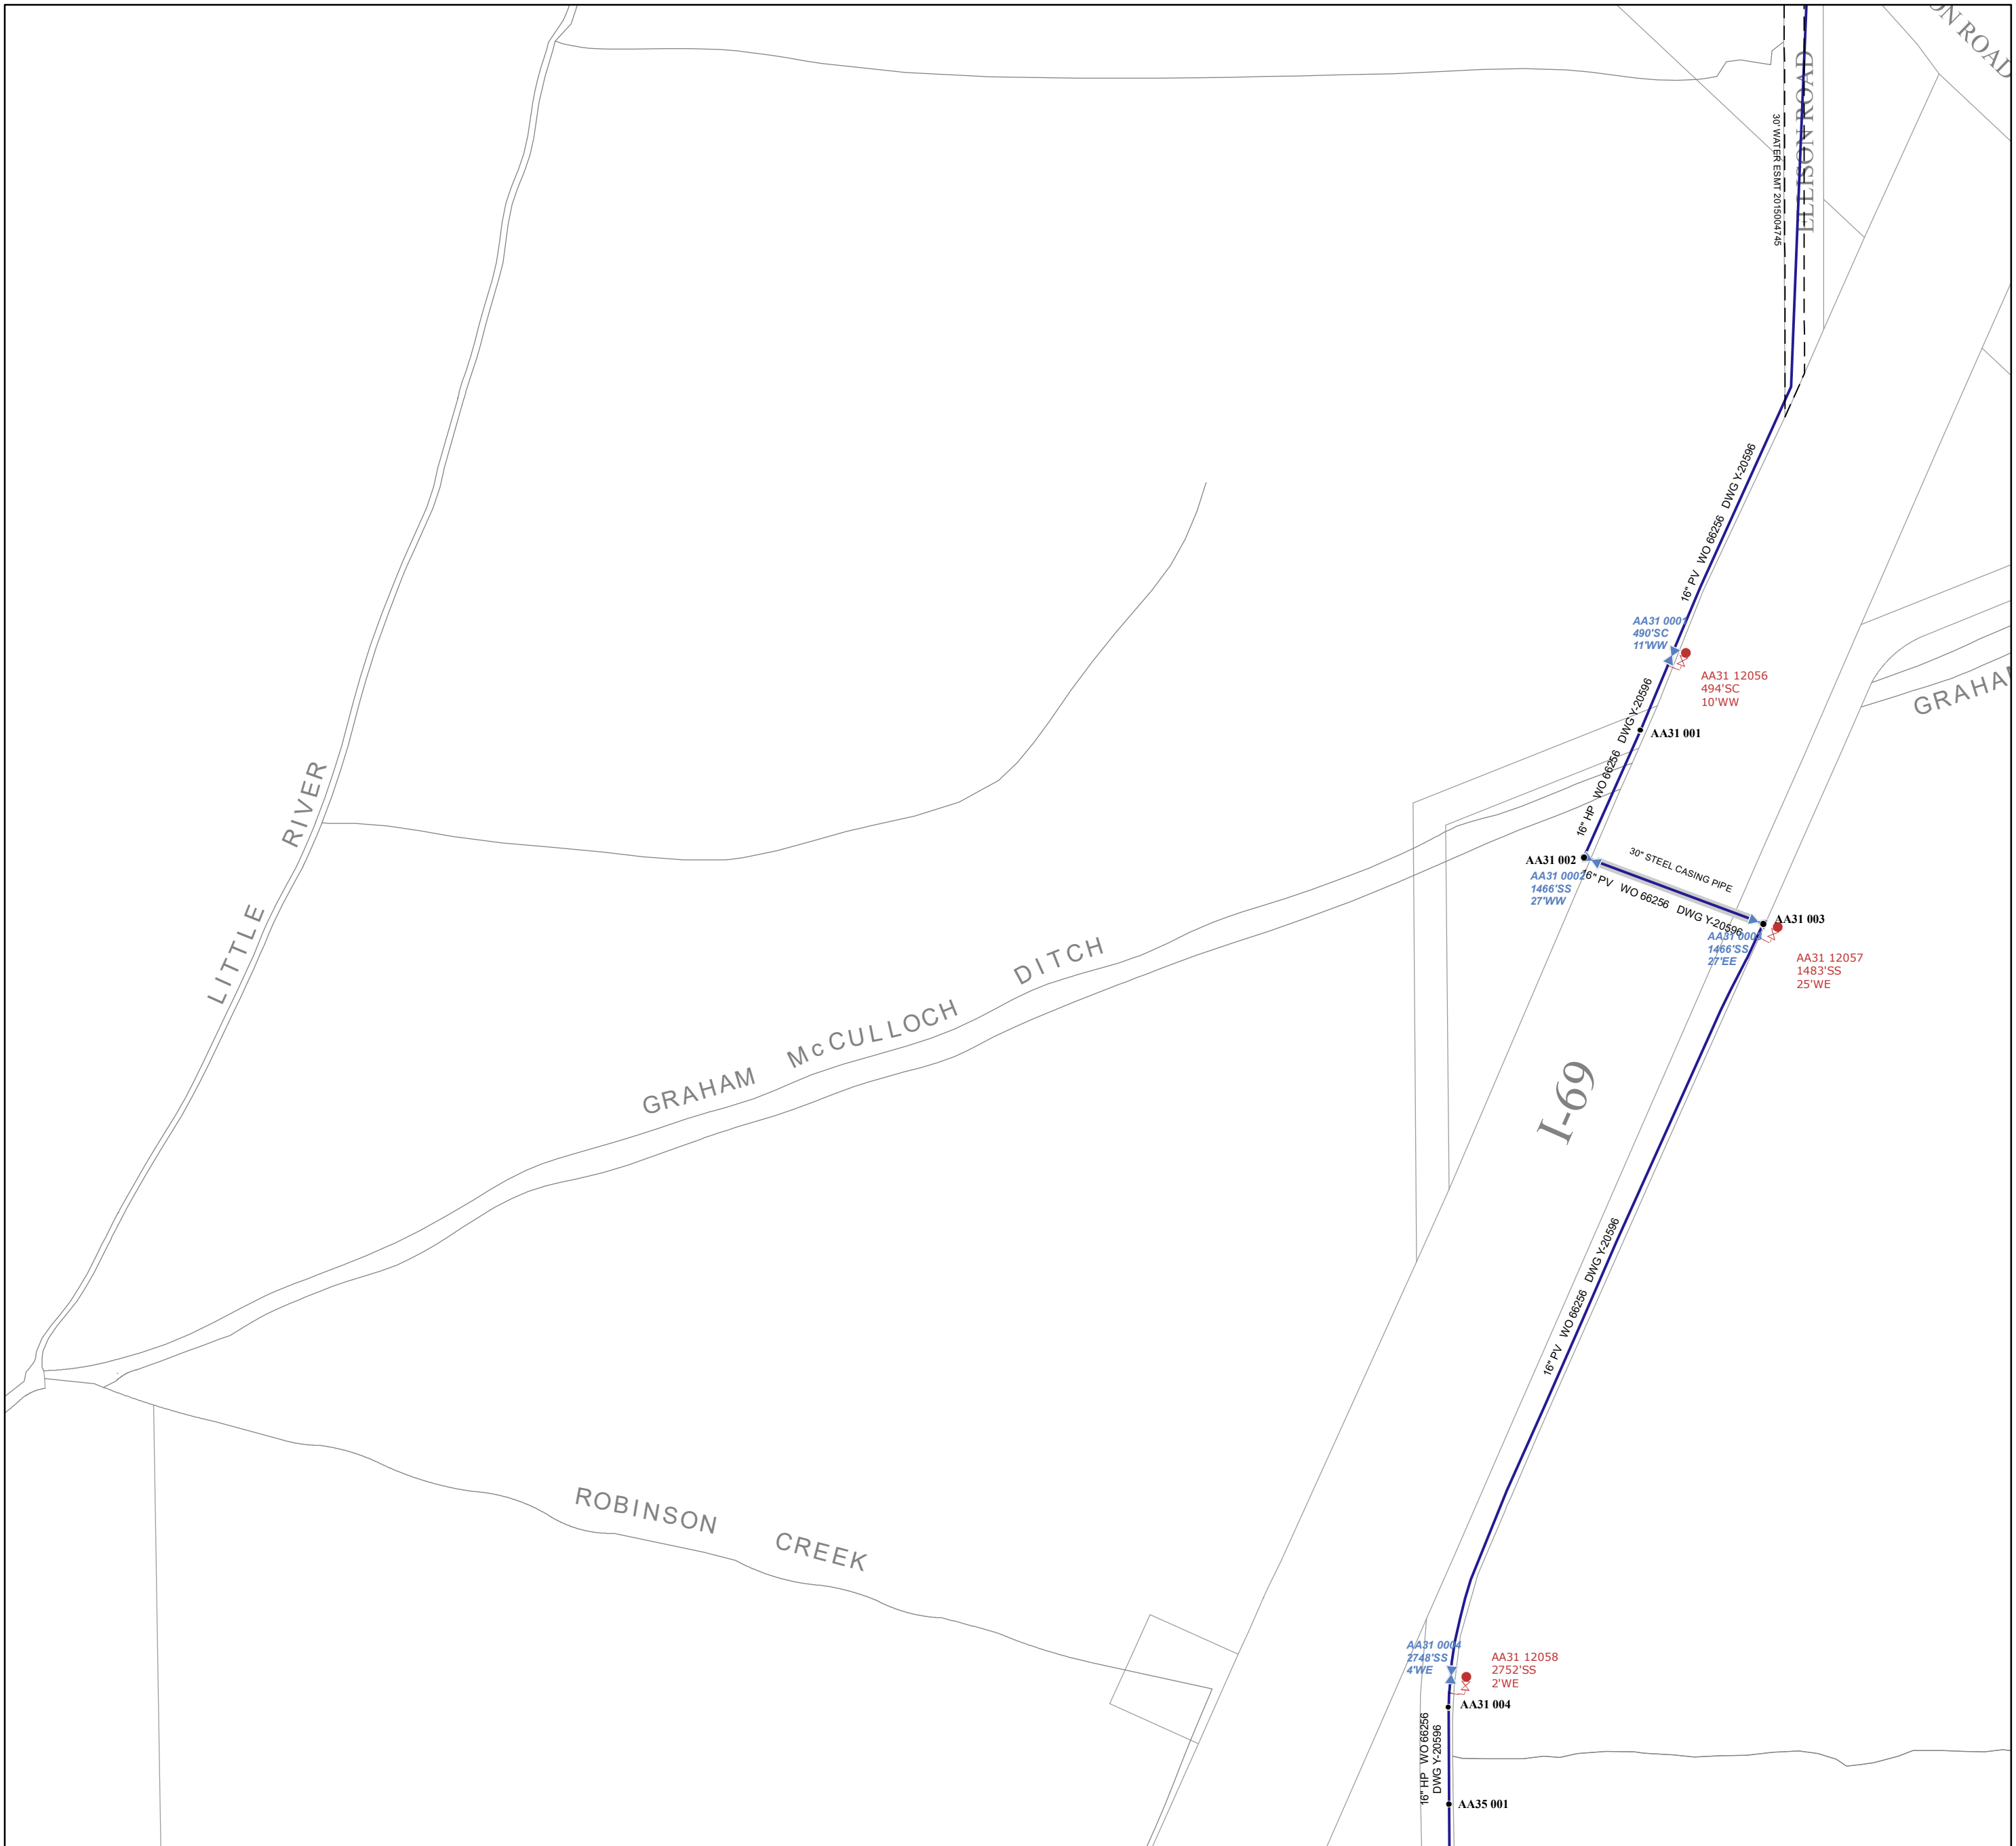 ON ROAD
ELLISON ROAD
30' WATER ESMT 2015004745
16" PV WO 66256 DWG Y-20596
AA31 0001
490'SC
11'WW
AA31 12056
494'SC
10'WW
GRAHAM
AA31 001
16" HP WO 66256 DWG Y-20596
LITTLE RIVER
30" STEEL CASING PIPE
AA31 002
AA31 0002
1466'SS
27'WW
16" PV WO 66256 DWG Y-20596
AA31 003
AA31 0003
1466'SS
27'EE
AA31 12057
1483'SS
25'WE
GRAHAM McCULLOCH DITCH
I-69
16" PV WO 66256 DWG Y-20596
ROBINSON CREEK
AA31 0004
2748'SS
4'WE
AA31 12058
2752'SS
2'WE
AA31 004
16" HP WO 66256
DWG Y-20596
AA35 001